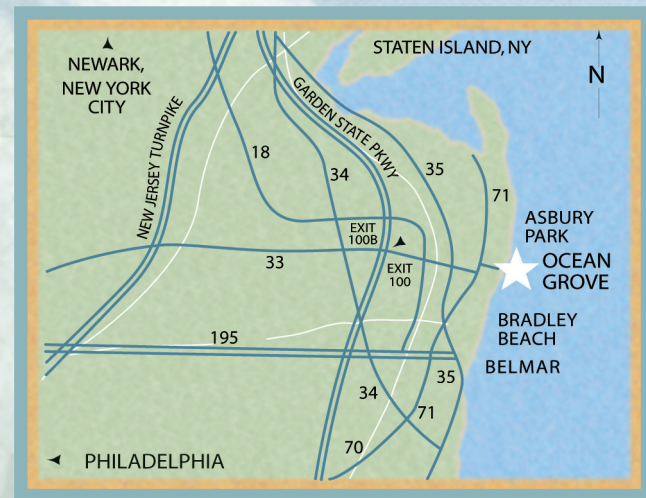 STATEN ISLAND, NY
NEWARK,
NEW YORK
CITY
N
NEW JERSEY TURNPIKE
GARDEN STATE PKWY
18
34
35
71
ASBURY
PARK
EXIT
100B
OCEAN
GROVE
33
EXIT
100
BRADLEY
BEACH
195
BELMAR
35
34
71
70
PHILADELPHIA